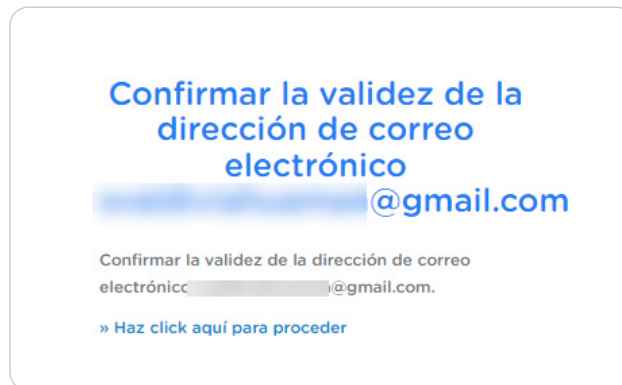 Confirmar la validez de la
dirección de correo
electrónico
@gmail.com
Confirmar la validez de la dirección de correo
electrónico @gmail.com.
» Haz click aquí para proceder